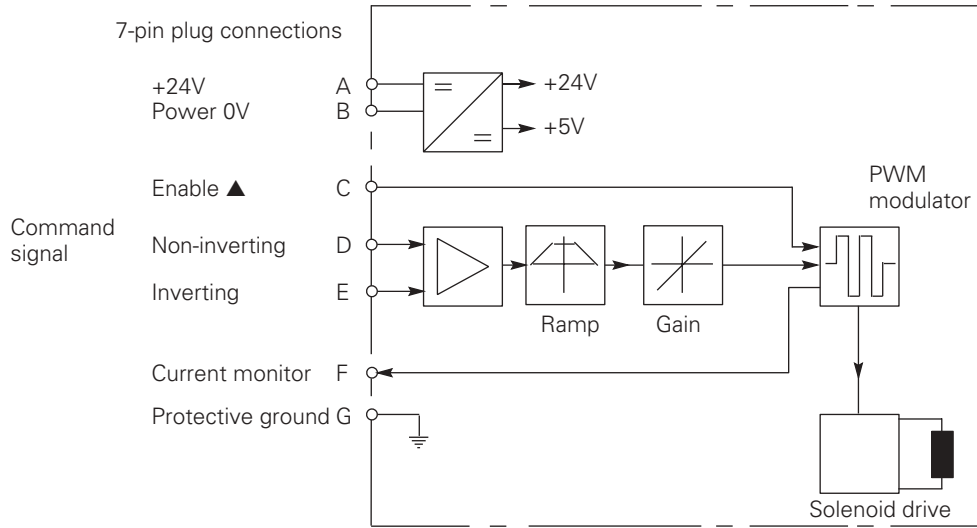 7-pin plug connections
+24V A
Power 0V B
+24V
+5V
Enable ▲ C
PWM
modulator
Command
signal
Non-inverting D
Inverting E
Ramp
Gain
Current monitor F
Protective ground G
Solenoid drive